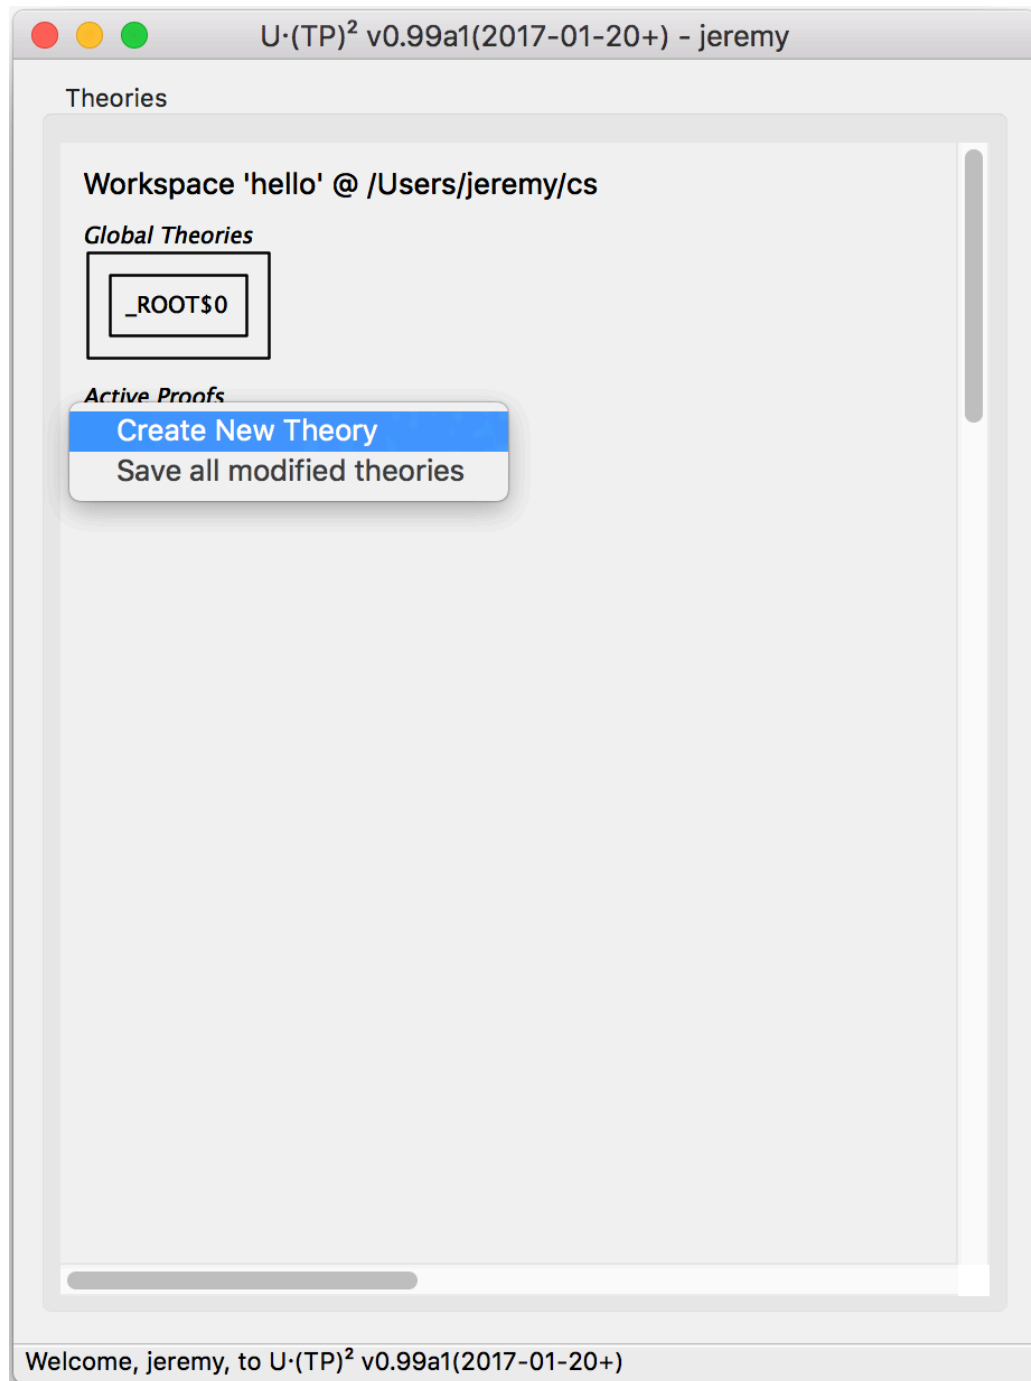 U·(TP)² v0.99a1(2017-01-20+) - jeremy
Theories
Workspace 'hello' @ /Users/jeremy/cs
Global Theories
_ROOT$0
Active Proofs
Create New Theory
Save all modified theories
Welcome, jeremy, to U·(TP)² v0.99a1(2017-01-20+)